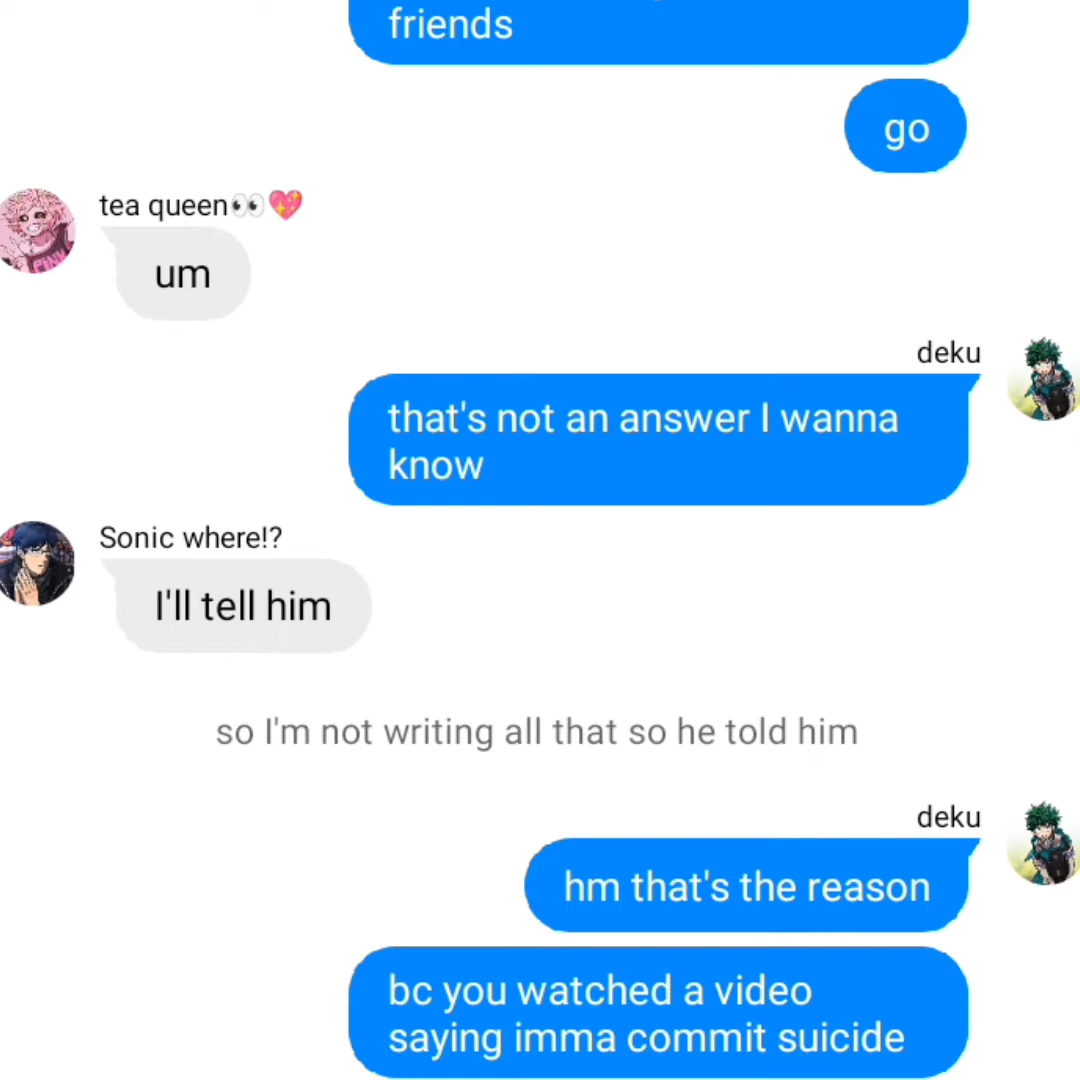 friends
go
tea queen👀💖
um
deku
that's not an answer I wanna
know
Sonic where!?
I'll tell him
so I'm not writing all that so he told him
deku
hm that's the reason
bc you watched a video
saying imma commit suicide